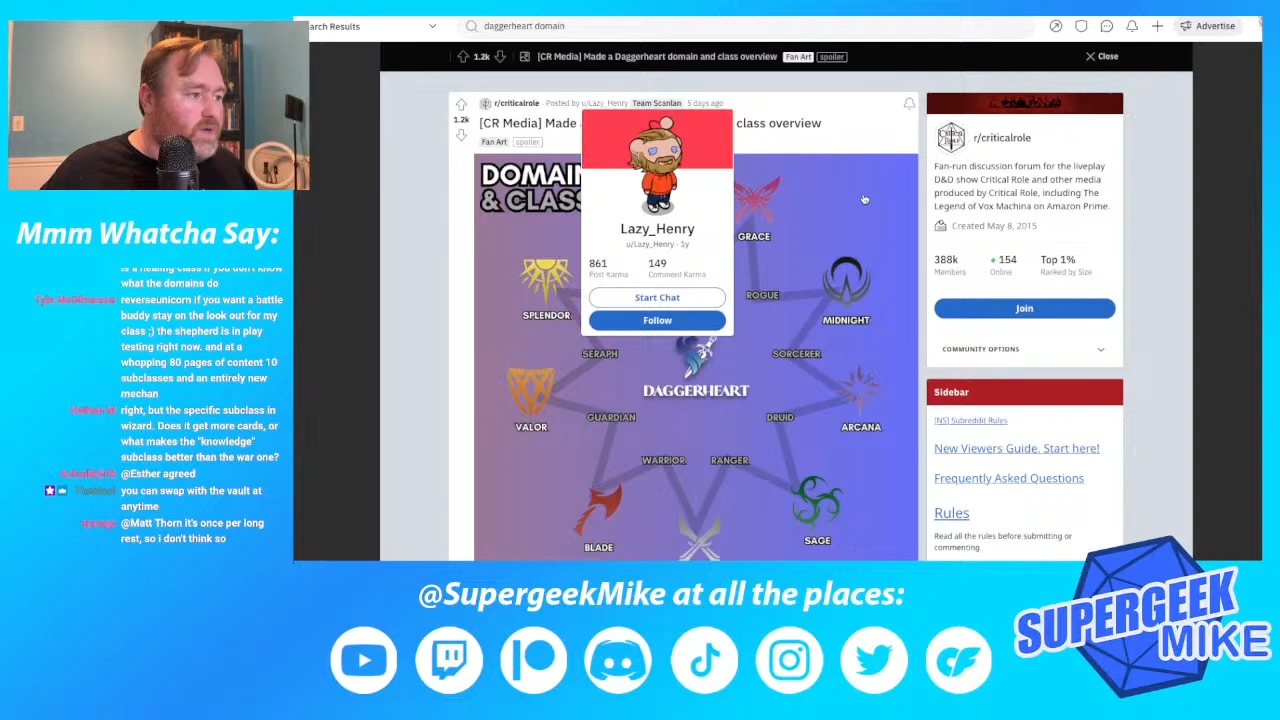 arch Results
daggerheart domain
Advertise
1.2k
[CR Media] Made a Daggerheart domain and class overview
Fan Art
spoiler
Close
r/criticalrole · Posted by u/Lazy_Henry Team Scanlan 5 days ago
1.2k
[CR Media] Made
class overview
Fan Art
spoiler
DOMAIN
& CLASS
Lazy_Henry
u/Lazy_Henry · 1y
861
149
Post Karma
Comment Karma
Start Chat
Follow
GRACE
ROGUE
SPLENDOR
MIDNIGHT
SERAPH
SORCERER
DAGGERHEART
VALOR
GUARDIAN
DRUID
ARCANA
WARRIOR
RANGER
BLADE
SAGE
r/criticalrole
Fan-run discussion forum for the liveplay
D&D show Critical Role and other media
produced by Critical Role, including The
Legend of Vox Machina on Amazon Prime.
Created May 8, 2015
388k
154
Top 1%
Members
Online
Ranked by Size
Join
COMMUNITY OPTIONS
Sidebar
[NS] Subreddit Rules
New Viewers Guide. Start here!
Frequently Asked Questions
Rules
Read all the rules before submitting or
commenting.
Mmm Whatcha Say:
is a healing class if you don't know
what the domains do
reverseunicorn if you want a battle
buddy stay on the look out for my
class ;) the shepherd is in play
testing right now. and at a
whopping 80 pages of content 10
subclasses and an entirely new
mechan
right, but the specific subclass in
wizard. Does it get more cards, or
what makes the "knowledge"
subclass better than the war one?
@Esther agreed
you can swap with the vault at
anytime
@Matt Thorn it's once per long
rest, so i don't think so
@SupergeekMike at all the places:
SUPERGEEK
MIKE